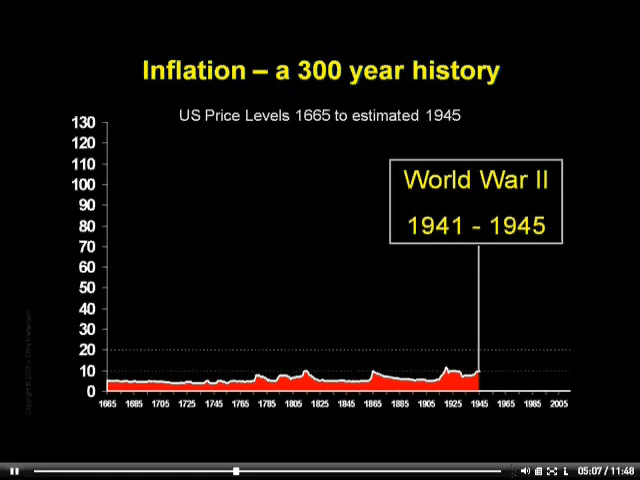 Inflation – a 300 year history
US Price Levels 1665 to estimated 1945
130
120
110
100
90
80
70
60
50
40
30
20
10
0
World War II
1941 - 1945
1665 1685 1705 1725 1745 1765 1785 1805 1825 1845 1865 1885 1905 1925 1945 1965 1985 2005
05:07 / 11:48